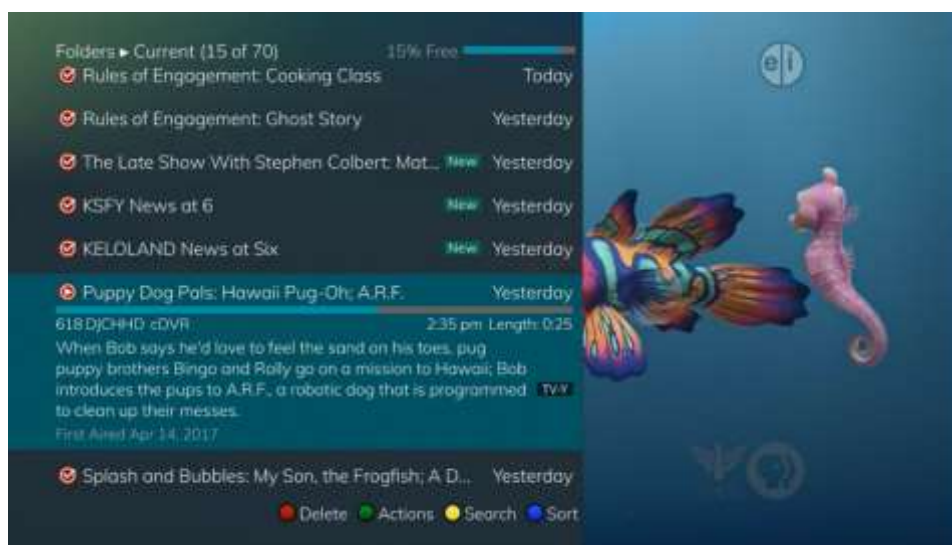 Folders ▸ Current (15 of 70) 15% Free
Rules of Engagement: Cooking Class Today
Rules of Engagement: Ghost Story Yesterday
The Late Show With Stephen Colbert: Mat... New Yesterday
KSFY News at 6 New Yesterday
KELOLAND News at Six New Yesterday
Puppy Dog Pals: Hawaii Pug-Oh; A.R.F. Yesterday
618 DJCHHD cDVR 2:35 pm Length: 0:25
When Bob says he'd love to feel the sand on his toes, pug
puppy brothers Bingo and Rolly go on a mission to Hawaii; Bob
introduces the pups to A.R.F., a robotic dog that is programmed TV-Y
to clean up their messes.
First Aired Apr 14, 2017
Splash and Bubbles: My Son, the Frogfish; A D... Yesterday
Delete Actions Search Sort
e i